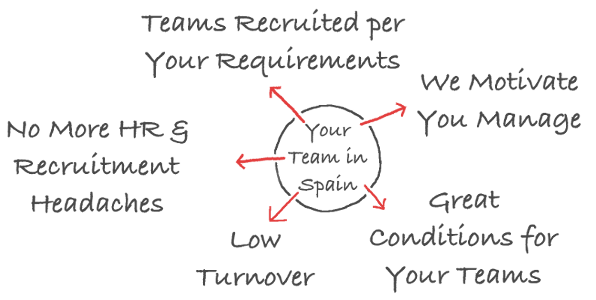 Teams Recruited per
Your Requirements
We Motivate
You Manage
No More HR &
Recruitment
Headaches
Your
Team in
Spain
Great
Conditions for
Your Teams
Low
Turnover